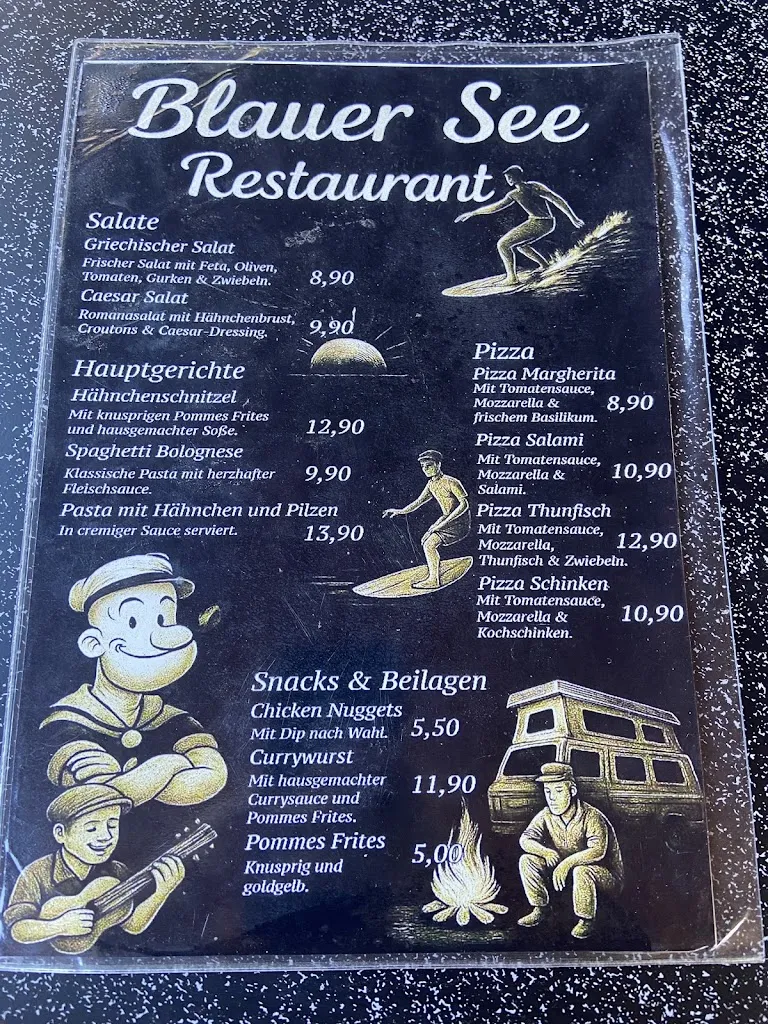 Blauer See
Restaurant
Salate
Griechischer Salat
Frischer Salat mit Feta, Oliven,
Tomaten, Gurken & Zwiebeln. 8,90
Caesar Salat
Romanasalat mit Hähnchenbrust,
Croutons & Caesar-Dressing. 9,90
Hauptgerichte
Hähnchenschnitzel
Mit knusprigen Pommes Frites
und hausgemachter Soße. 12,90
Spaghetti Bolognese
Klassische Pasta mit herzhafter 9,90
Fleischsauce.
Pasta mit Hähnchen und Pilzen
In cremiger Sauce serviert. 13,90
Pizza
Pizza Margherita
Mit Tomatensauce,
Mozzarella & 8,90
frischem Basilikum.
Pizza Salami
Mit Tomatensauce,
Mozzarella & 10,90
Salami.
Pizza Thunfisch
Mit Tomatensauce,
Mozzarella, 12,90
Thunfisch & Zwiebeln.
Pizza Schinken
Mit Tomatensauce,
Mozzarella & 10,90
Kochschinken.
Snacks & Beilagen
Chicken Nuggets
Mit Dip nach Wahl. 5,50
Currywurst
Mit hausgemachter 11,90
Currysauce und
Pommes Frites.
Pommes Frites
Knusprig und 5,00
goldgelb.